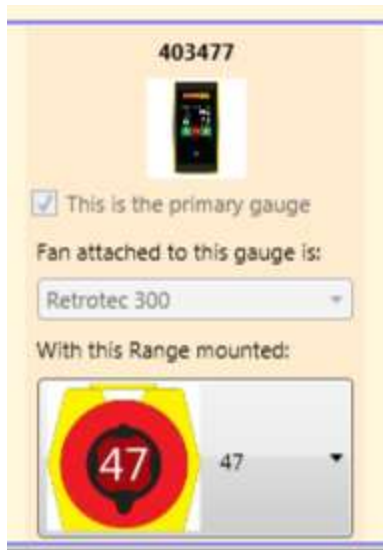 403477
This is the primary gauge
Fan attached to this gauge is:
Retrotec 300
With this Range mounted:
47 47